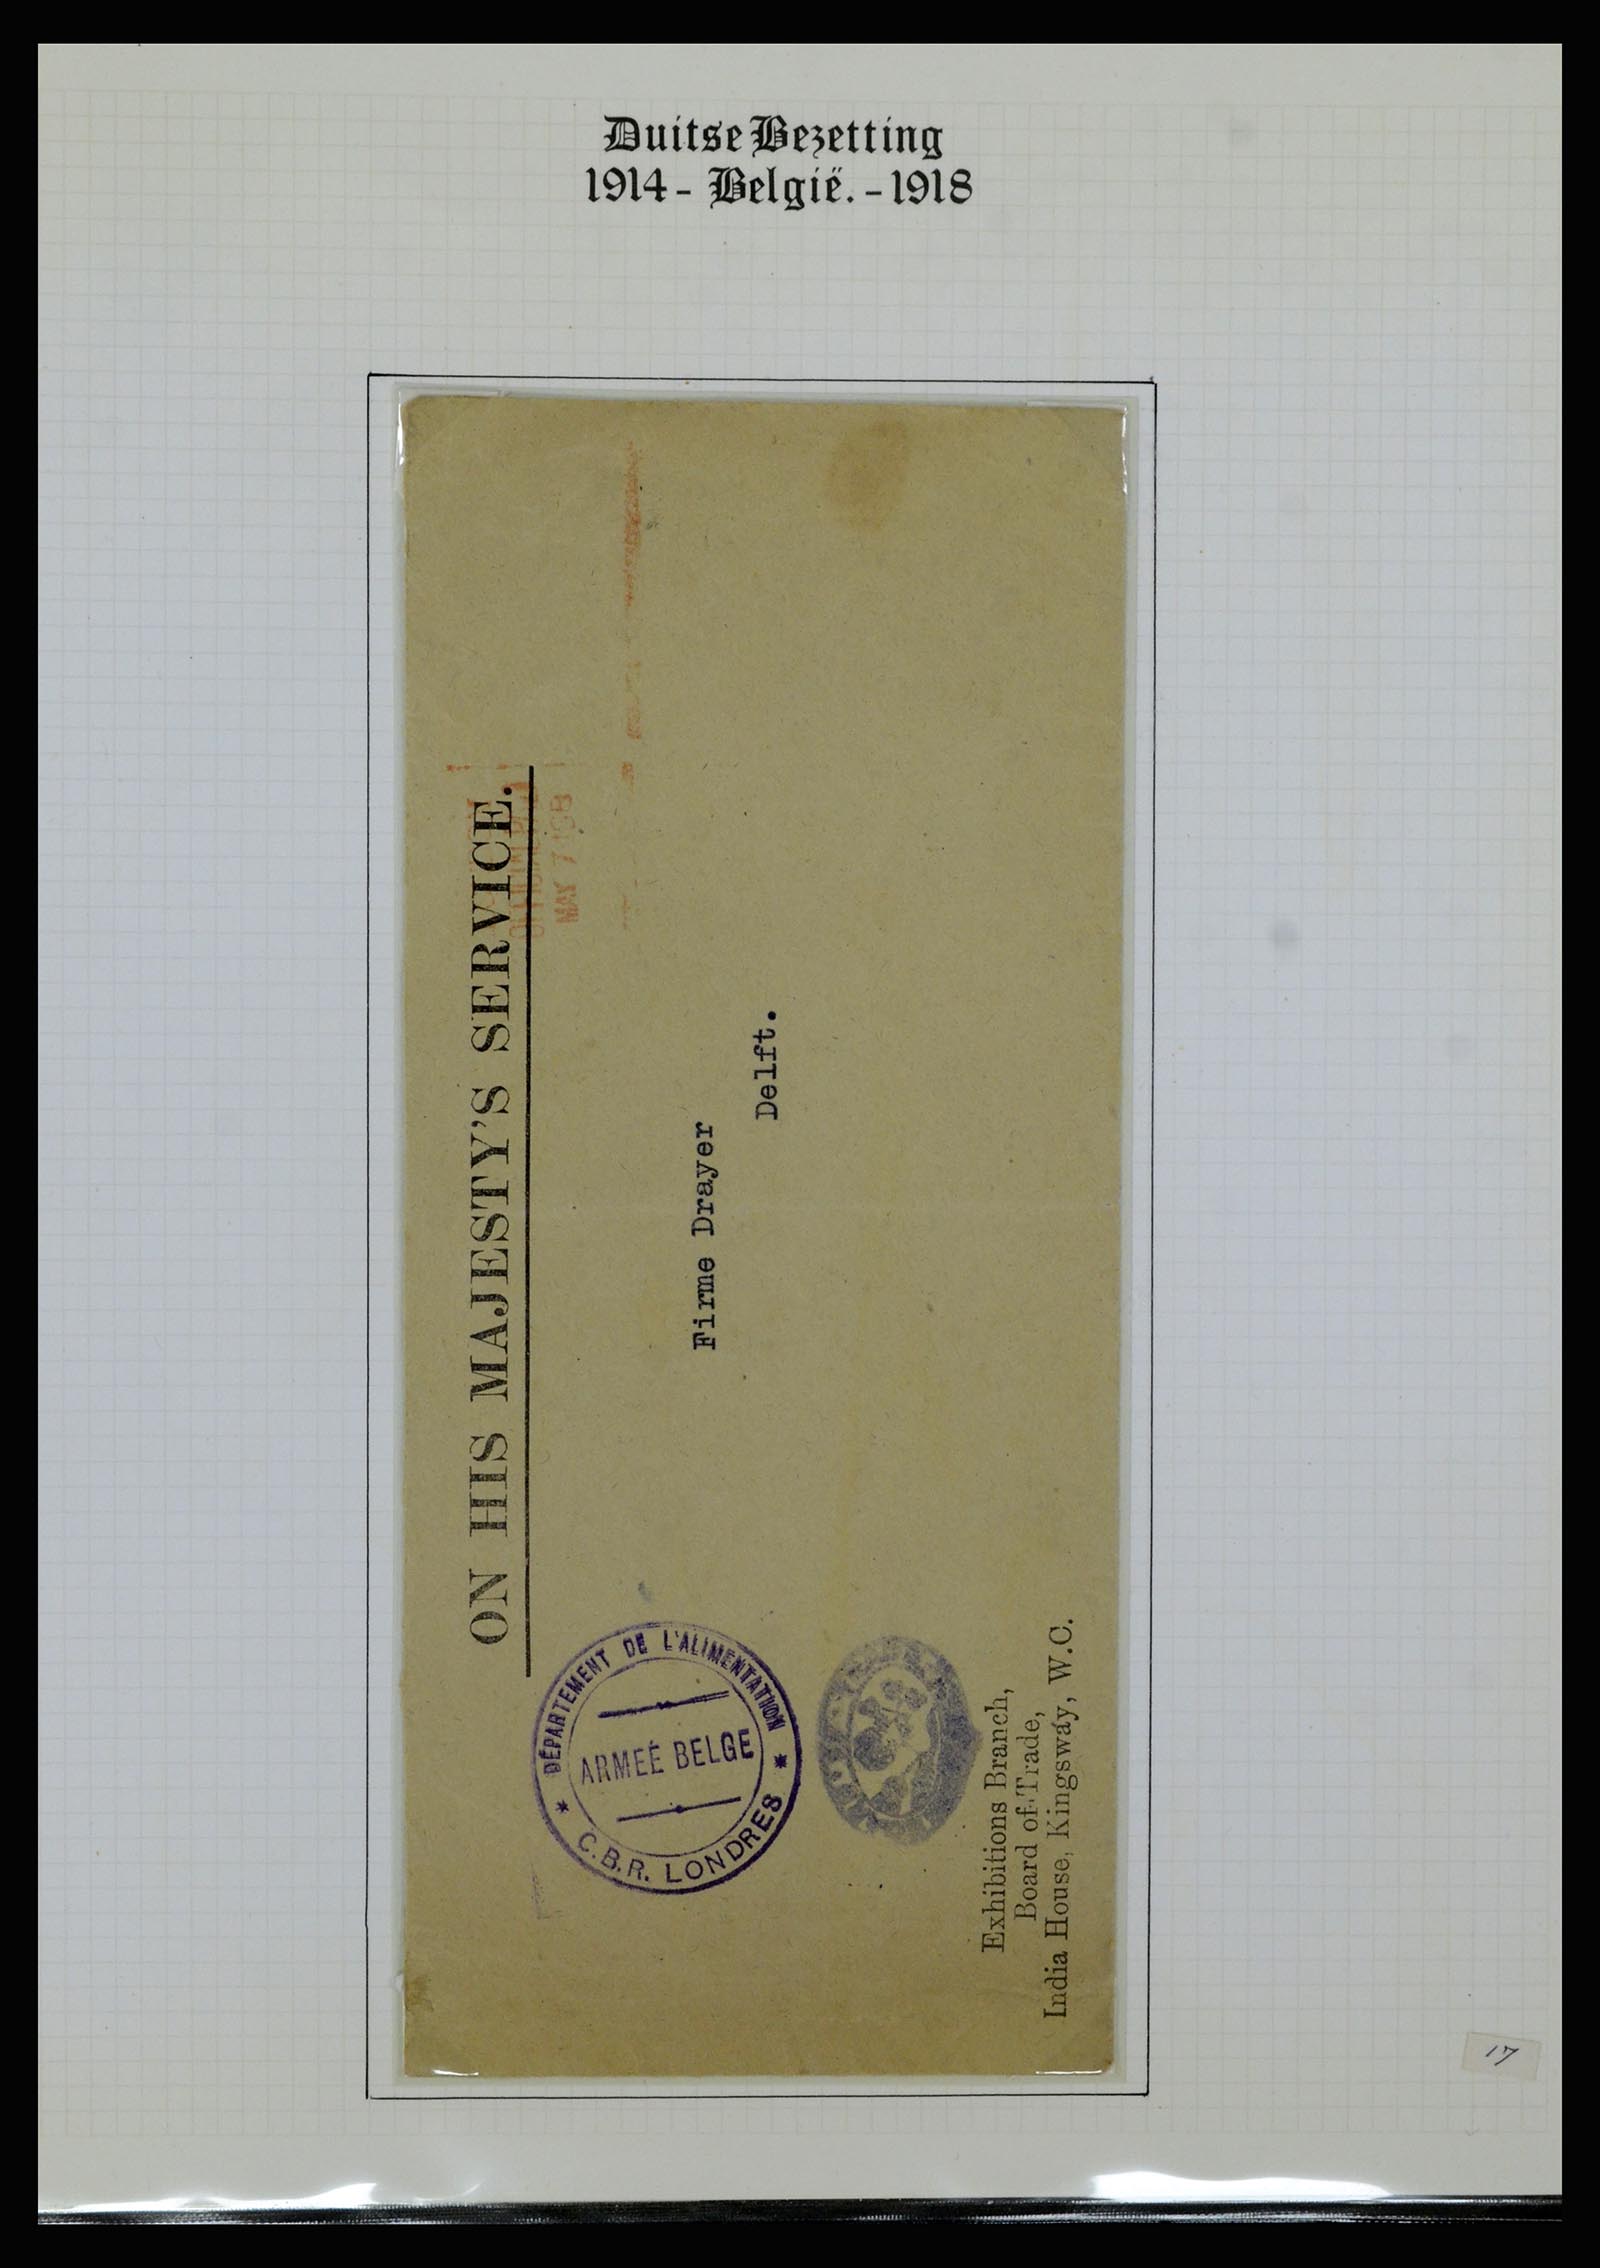 Duitse Bezetting
1914 - België. - 1918
ON HIS MAJESTY'S SERVICE.
MAY 7
Firme Drayer
Delft.
DÉPARTEMENT DE L'ALIMENTATION
ARMEÉ BELGE
* C.B.R. LONDRES *
Exhibitions Branch,
Board of Trade,
India House, Kingsway, W.C.
17